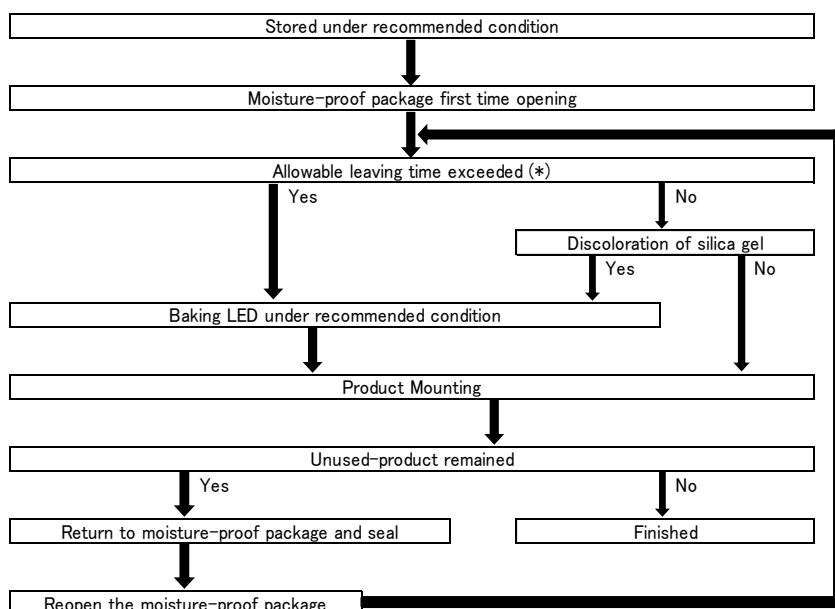 Stored under recommended condition
Moisture-proof package first time opening
Allowable leaving time exceeded (*)
Yes
No
Discoloration of silica gel
Yes
No
Baking LED under recommended condition
Product Mounting
Unused-product remained
Yes
No
Return to moisture-proof package and seal
Finished
Reopen the moisture-proof package